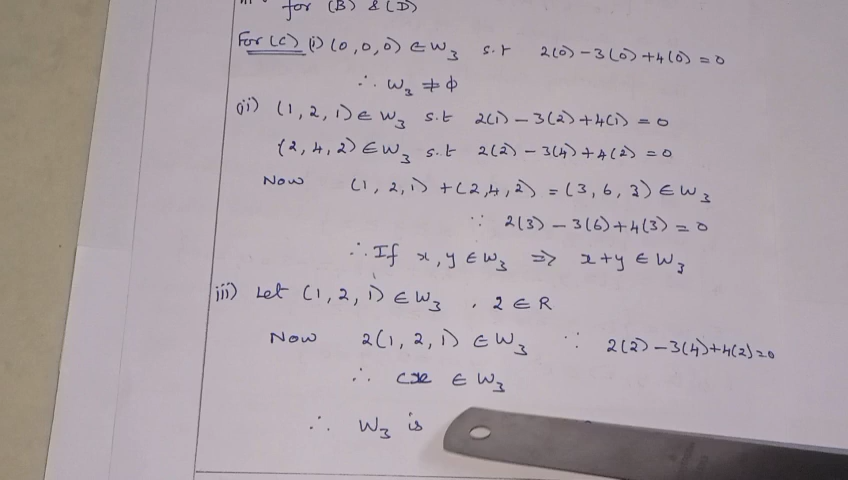 for (B) & (D)
For (C) (i) (0, 0, 0) ∈ W₃ s.t 2(0) - 3(0) + 4(0) = 0
∴ W₃ ≠ ϕ
(ii) (1, 2, 1) ∈ W₃ s.t 2(1) - 3(2) + 4(1) = 0
(2, 4, 2) ∈ W₃ s.t 2(2) - 3(4) + 4(2) = 0
Now (1, 2, 1) + (2, 4, 2) = (3, 6, 3) ∈ W₃
∵ 2(3) - 3(6) + 4(3) = 0
∴ If x, y ∈ W₃ ⇒ x + y ∈ W₃
iii) Let (1, 2, 1) ∈ W₃ , 2 ∈ R
Now 2(1, 2, 1) ∈ W₃ ∵ 2(2) - 3(4) + 4(2) = 0
∴ cx ∈ W₃
∴ W₃ is